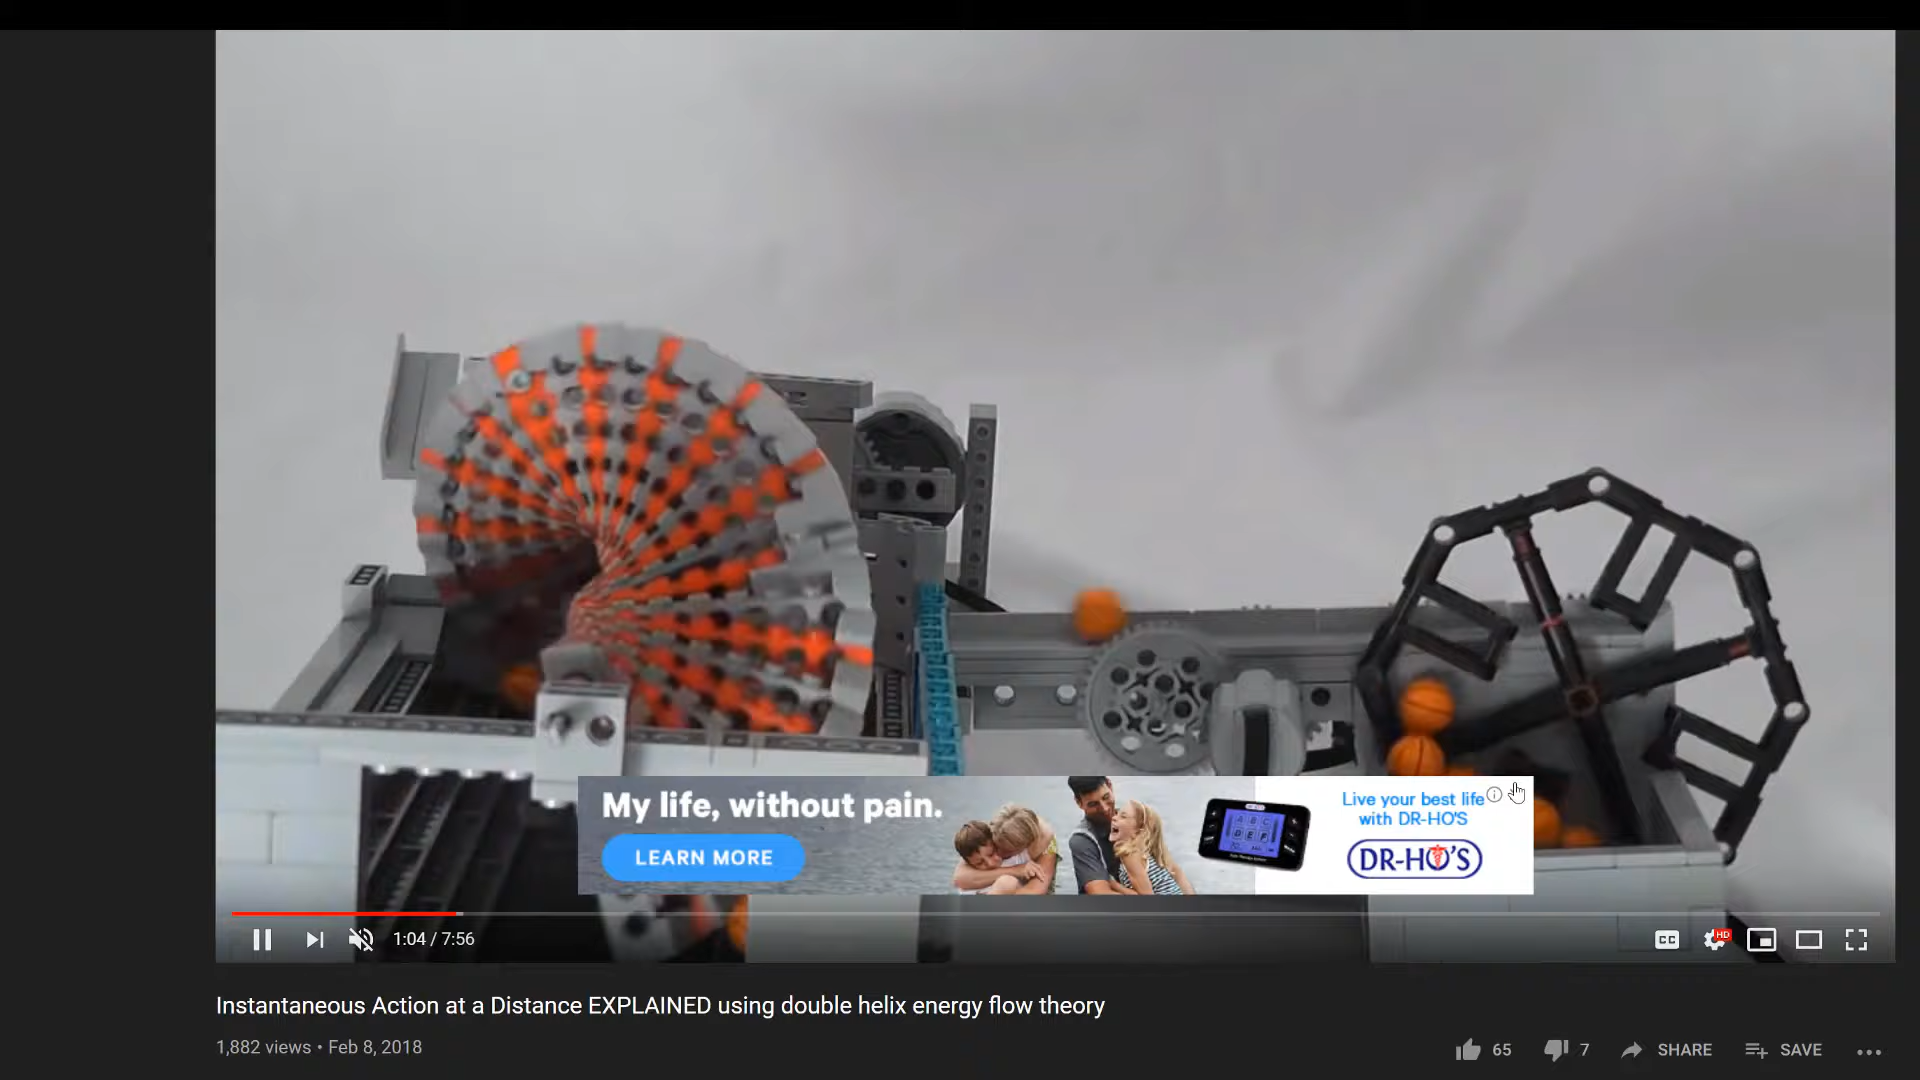 My life, without pain.
LEARN MORE
Live your best life
with DR-HO'S
DR-HO'S
1:04 / 7:56
CC
HD
Instantaneous Action at a Distance EXPLAINED using double helix energy flow theory
1,882 views • Feb 8, 2018
65
7
SHARE
SAVE